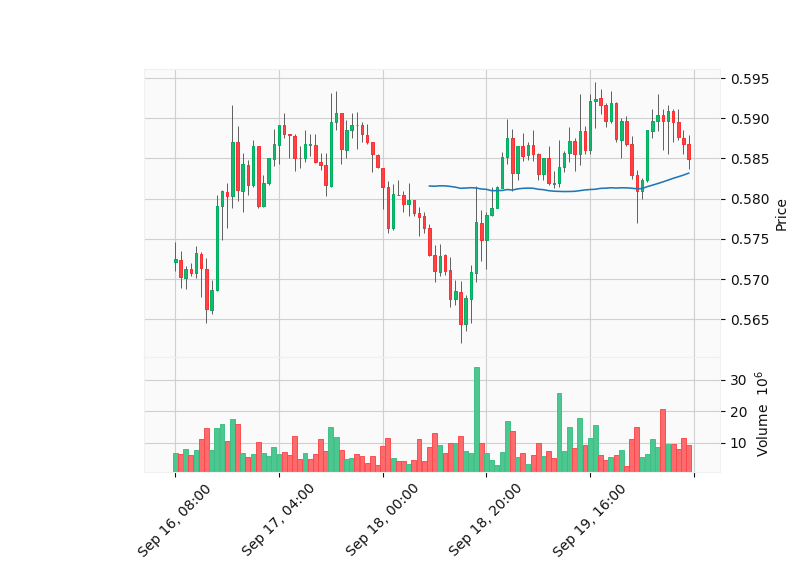 0.595
0.590
0.585
0.580
0.575
0.570
0.565
Price
30
20
10
Volume 10^6
Sep 16, 08:00
Sep 17, 04:00
Sep 18, 00:00
Sep 18, 20:00
Sep 19, 16:00